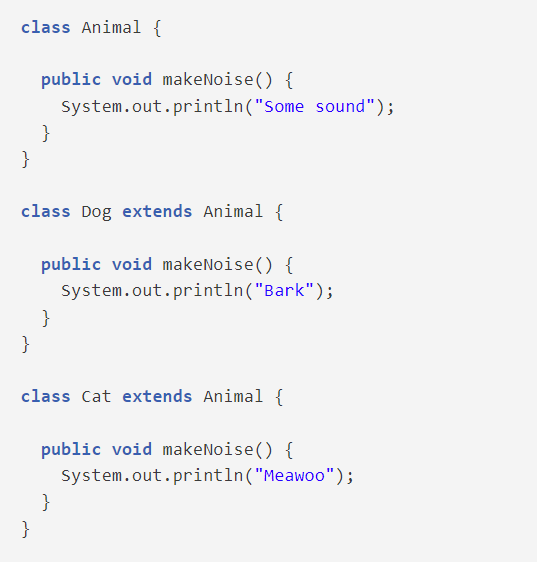 class Animal {
public void makeNoise() {
System.out.println("Some sound");
}
}
class Dog extends Animal {
public void makeNoise() {
System.out.println("Bark");
}
}
class Cat extends Animal {
public void makeNoise() {
System.out.println("Meawoo");
}
}